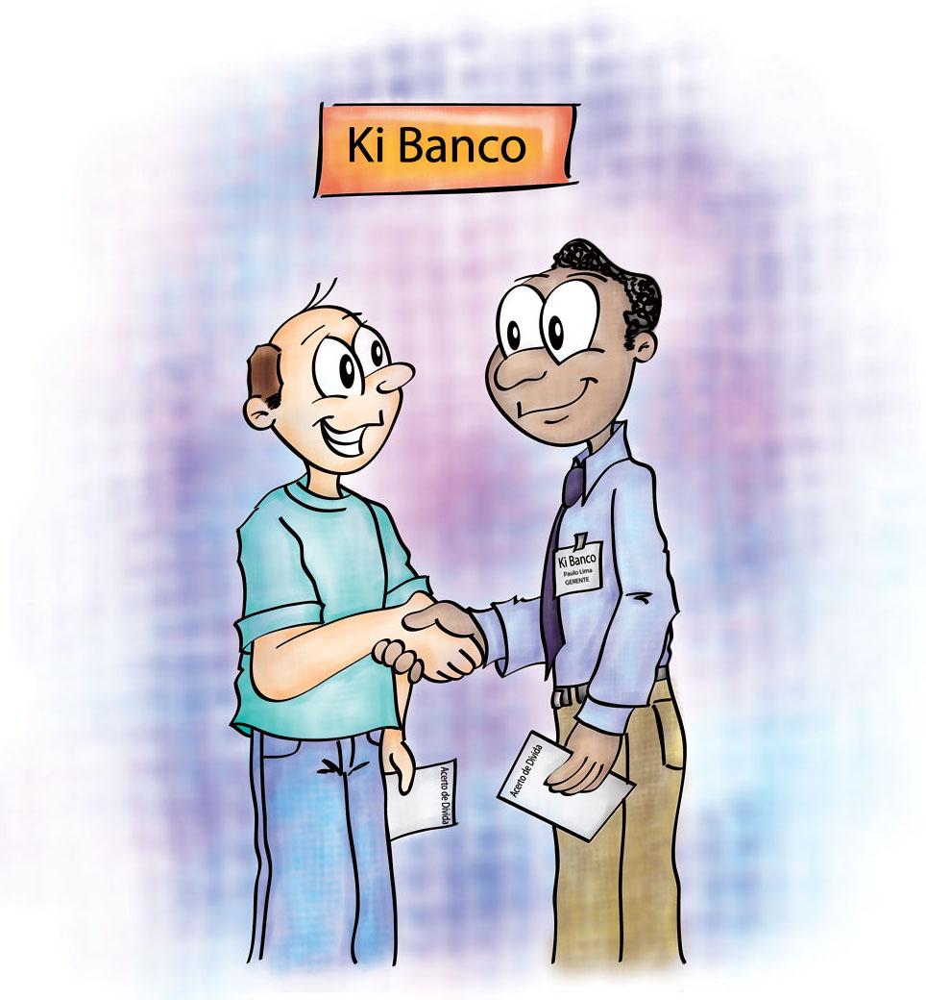 Ki Banco
Ki Banco
Paulo Lima
GERENTE
Acerto de Dívida
Acerto de Dívida